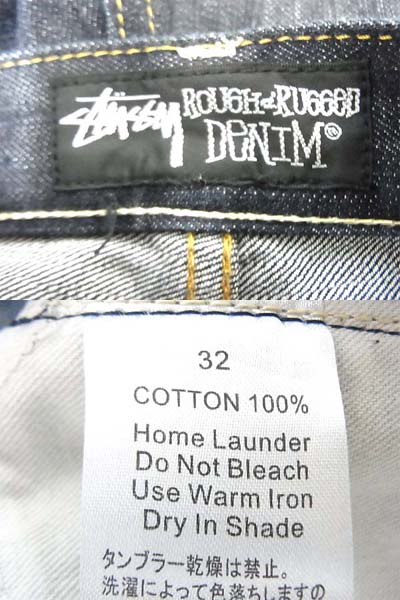 STÜSSY ROUGH & RUGGED
DENIM®
32
COTTON 100%
Home Launder
Do Not Bleach
Use Warm Iron
Dry In Shade
タンブラー乾燥は禁止。
洗濯によって色落ちしますの